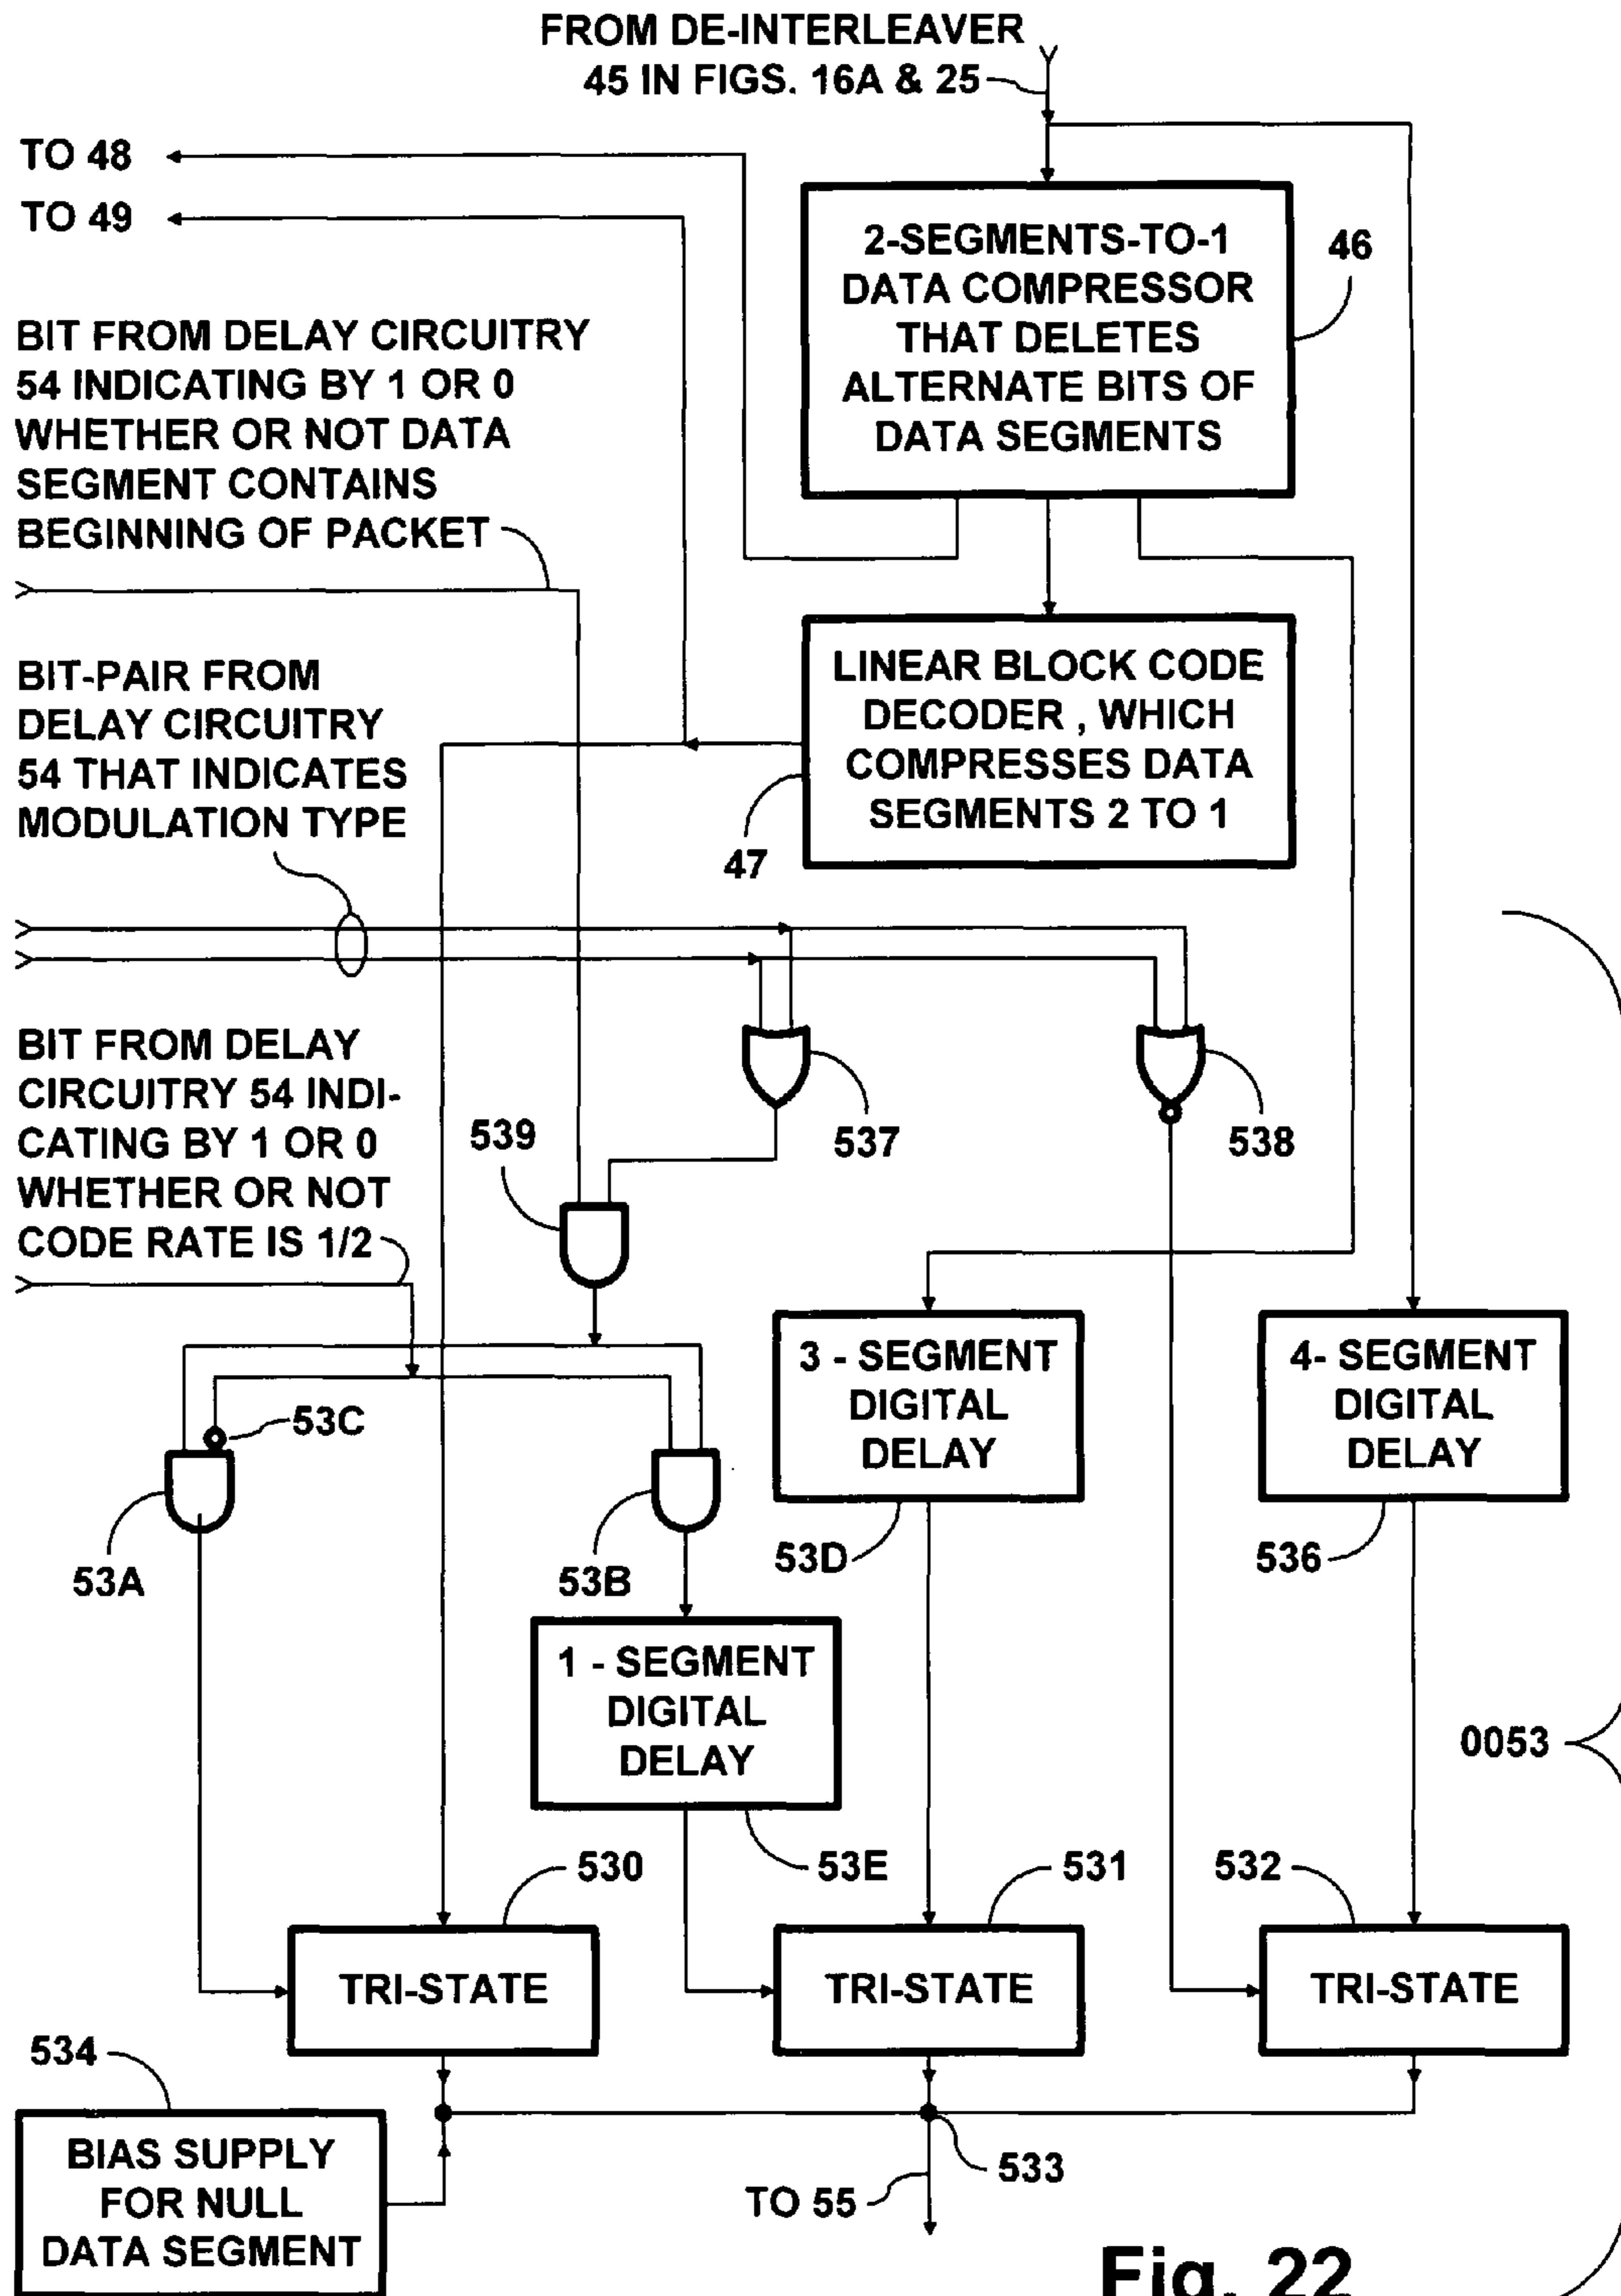 FROM DE-INTERLEAVER
45 IN FIGS. 16A & 25
TO 48
TO 49
2-SEGMENTS-TO-1
DATA COMPRESSOR
THAT DELETES
ALTERNATE BITS OF
DATA SEGMENTS
46
BIT FROM DELAY CIRCUITRY
54 INDICATING BY 1 OR 0
WHETHER OR NOT DATA
SEGMENT CONTAINS
BEGINNING OF PACKET
LINEAR BLOCK CODE
DECODER , WHICH
COMPRESSES DATA
SEGMENTS 2 TO 1
47
BIT-PAIR FROM
DELAY CIRCUITRY
54 THAT INDICATES
MODULATION TYPE
537
538
539
BIT FROM DELAY
CIRCUITRY 54 INDI-
CATING BY 1 OR 0
WHETHER OR NOT
CODE RATE IS 1/2
53C
53A
53B
3 - SEGMENT
DIGITAL
DELAY
53D
4- SEGMENT
DIGITAL
DELAY
536
1 - SEGMENT
DIGITAL
DELAY
53E
0053
530
531
532
TRI-STATE
TRI-STATE
TRI-STATE
534
BIAS SUPPLY
FOR NULL
DATA SEGMENT
533
TO 55
Fig. 22